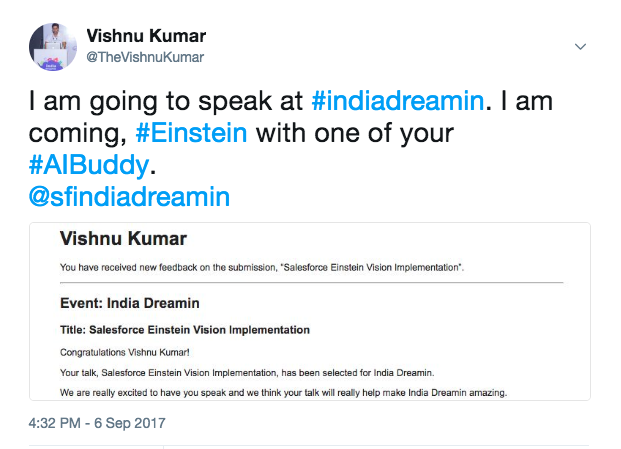 Vishnu Kumar
@TheVishnuKumar
I am going to speak at #indiadreamin. I am
coming, #Einstein with one of your
#AIBuddy.
@sfindiadreamin
Vishnu Kumar
You have received new feedback on the submission, "Salesforce Einstein Vision Implementation".
Event: India Dreamin
Title: Salesforce Einstein Vision Implementation
Congratulations Vishnu Kumar!
Your talk, Salesforce Einstein Vision Implementation, has been selected for India Dreamin.
We are really excited to have you speak and we think your talk will really help make India Dreamin amazing.
4:32 PM - 6 Sep 2017